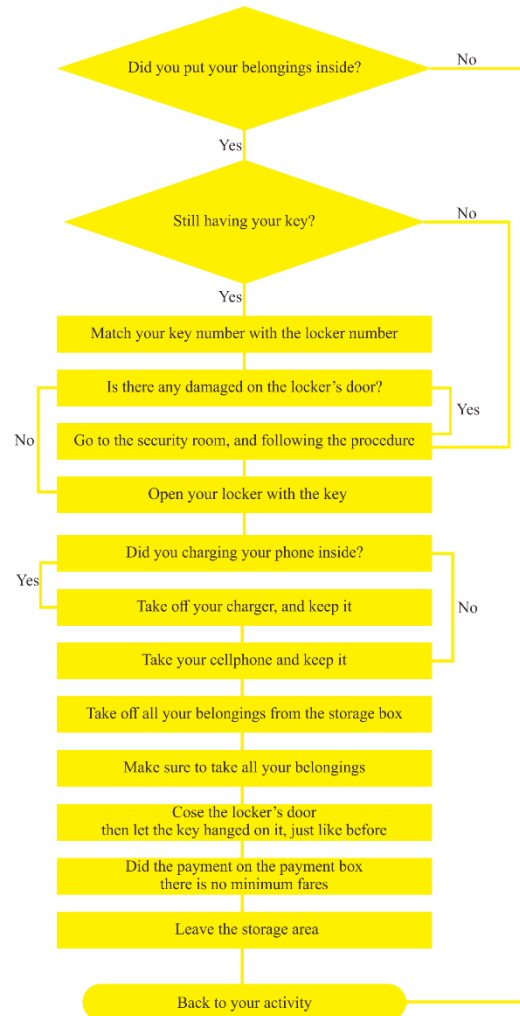 Did you put your belongings inside?
No
Yes
Still having your key?
No
Yes
Match your key number with the locker number
Is there any damaged on the locker's door?
Yes
No
Go to the security room, and following the procedure
Open your locker with the key
Did you charging your phone inside?
Yes
Take off your charger, and keep it
No
Take your cellphone and keep it
Take off all your belongings from the storage box
Make sure to take all your belongings
Cose the locker's door
then let the key hanged on it, just like before
Did the payment on the payment box
there is no minimum fares
Leave the storage area
Back to your activity